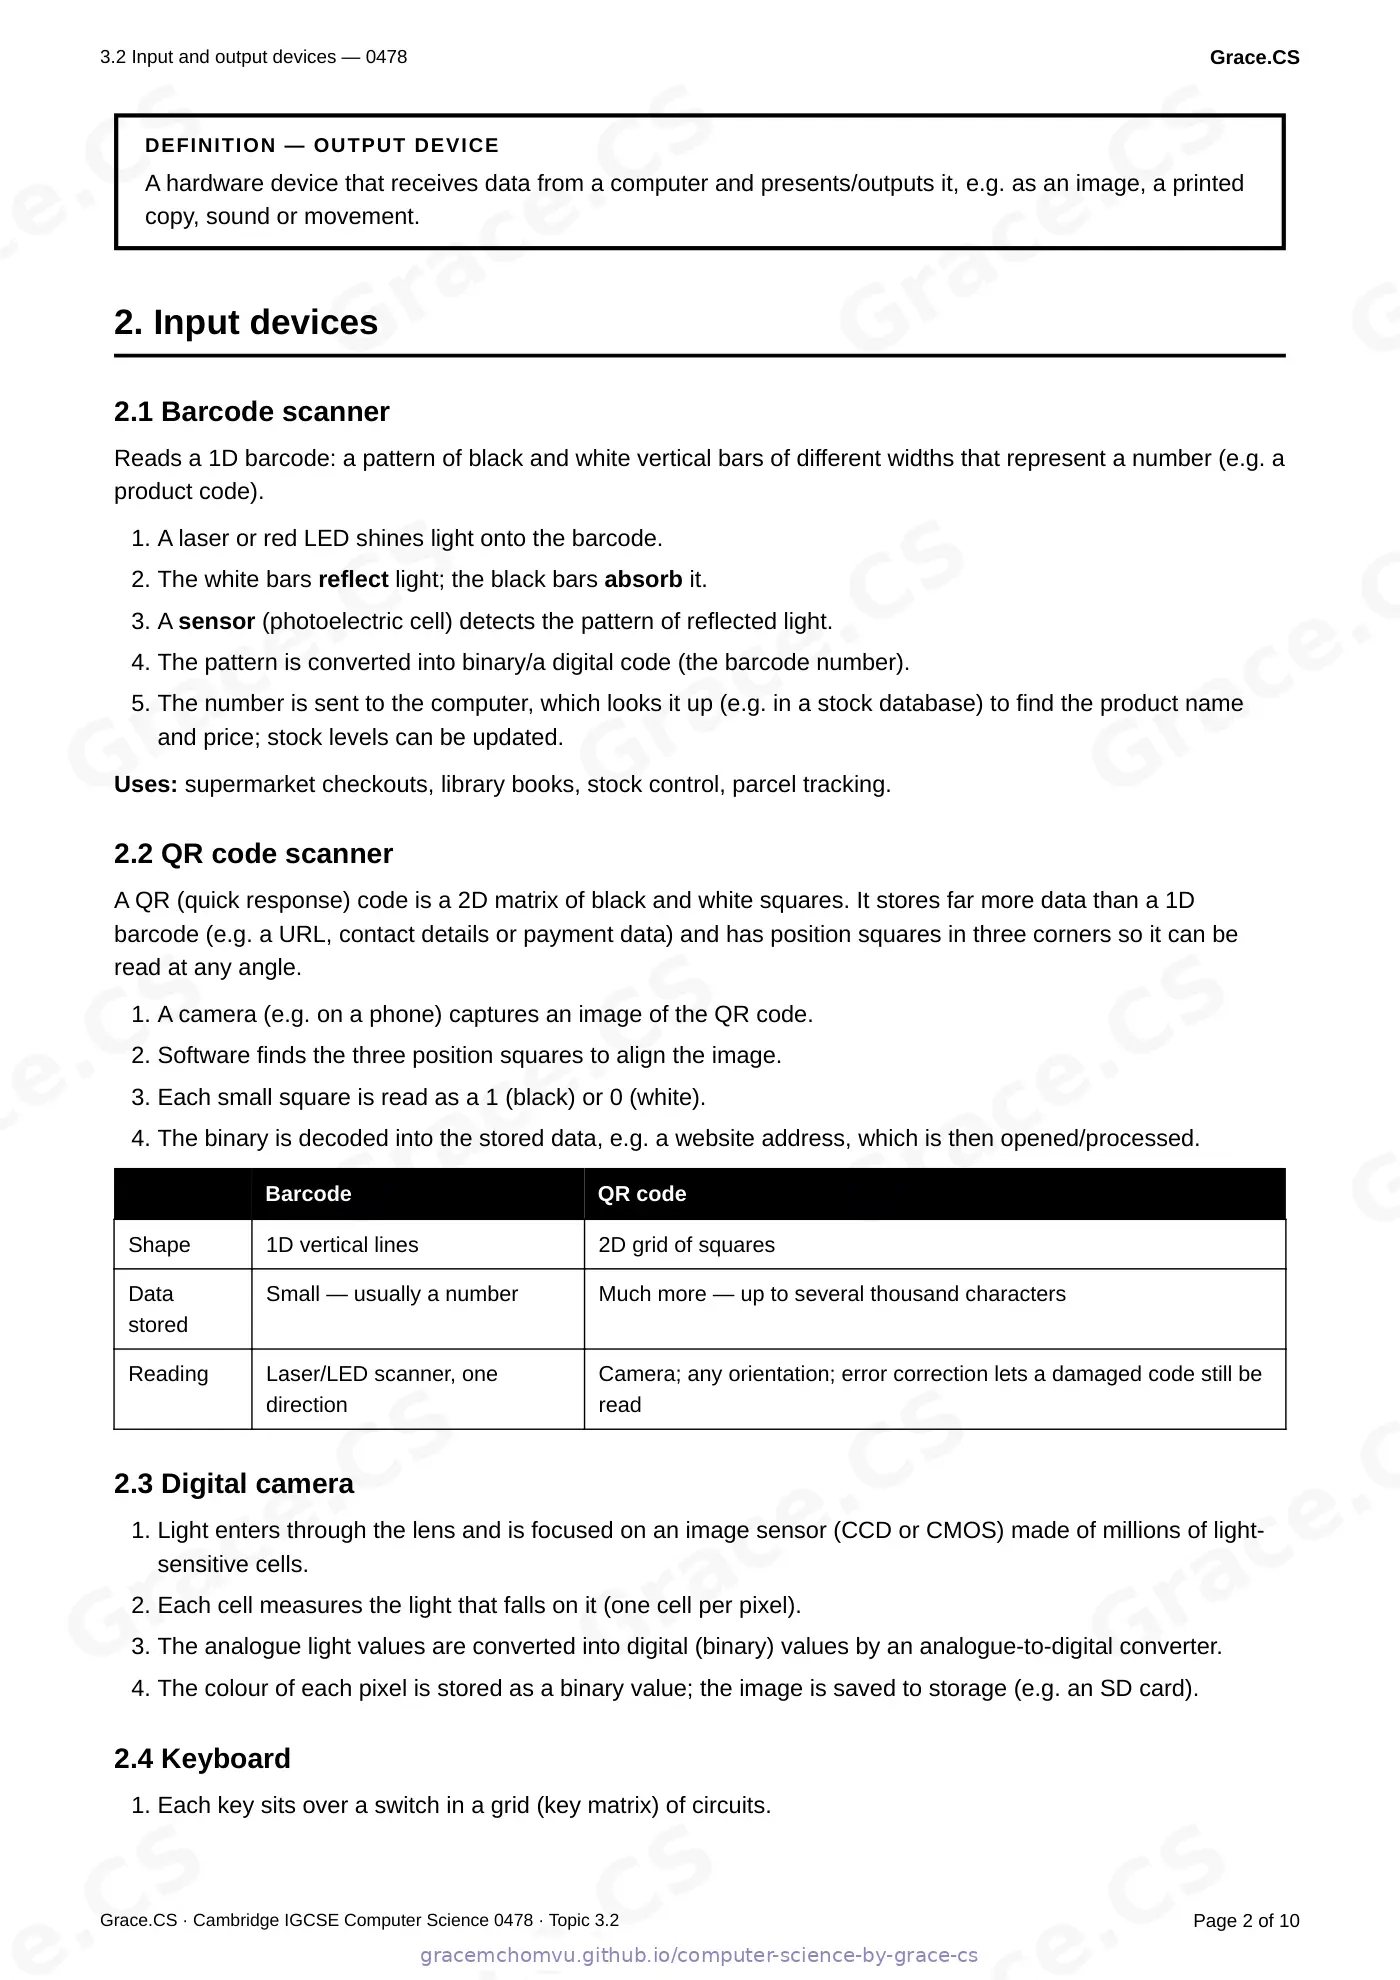 3.2 Input and output devices — 0478
Grace.CS
DEFINITION — OUTPUT DEVICE
A hardware device that receives data from a computer and presents/outputs it, e.g. as an image, a printed
copy, sound or movement.
2. Input devices
2.1 Barcode scanner
Reads a 1D barcode: a pattern of black and white vertical bars of different widths that represent a number (e.g. a
product code).
1. A laser or red LED shines light onto the barcode.
2. The white bars reflect light; the black bars absorb it.
3. A sensor (photoelectric cell) detects the pattern of reflected light.
4. The pattern is converted into binary/a digital code (the barcode number).
5. The number is sent to the computer, which looks it up (e.g. in a stock database) to find the product name
and price; stock levels can be updated.
Uses: supermarket checkouts, library books, stock control, parcel tracking.
2.2 QR code scanner
A QR (quick response) code is a 2D matrix of black and white squares. It stores far more data than a 1D
barcode (e.g. a URL, contact details or payment data) and has position squares in three corners so it can be
read at any angle.
1. A camera (e.g. on a phone) captures an image of the QR code.
2. Software finds the three position squares to align the image.
3. Each small square is read as a 1 (black) or 0 (white).
4. The binary is decoded into the stored data, e.g. a website address, which is then opened/processed.
Barcode QR code
Shape 1D vertical lines 2D grid of squares
Data Small — usually a number Much more — up to several thousand characters
stored
Reading Laser/LED scanner, one Camera; any orientation; error correction lets a damaged code still be
direction read
2.3 Digital camera
1. Light enters through the lens and is focused on an image sensor (CCD or CMOS) made of millions of light-
sensitive cells.
2. Each cell measures the light that falls on it (one cell per pixel).
3. The analogue light values are converted into digital (binary) values by an analogue-to-digital converter.
4. The colour of each pixel is stored as a binary value; the image is saved to storage (e.g. an SD card).
2.4 Keyboard
1. Each key sits over a switch in a grid (key matrix) of circuits.
Grace.CS · Cambridge IGCSE Computer Science 0478 · Topic 3.2
Page 2 of 10
gracemchomvu.github.io/computer-science-by-grace-cs